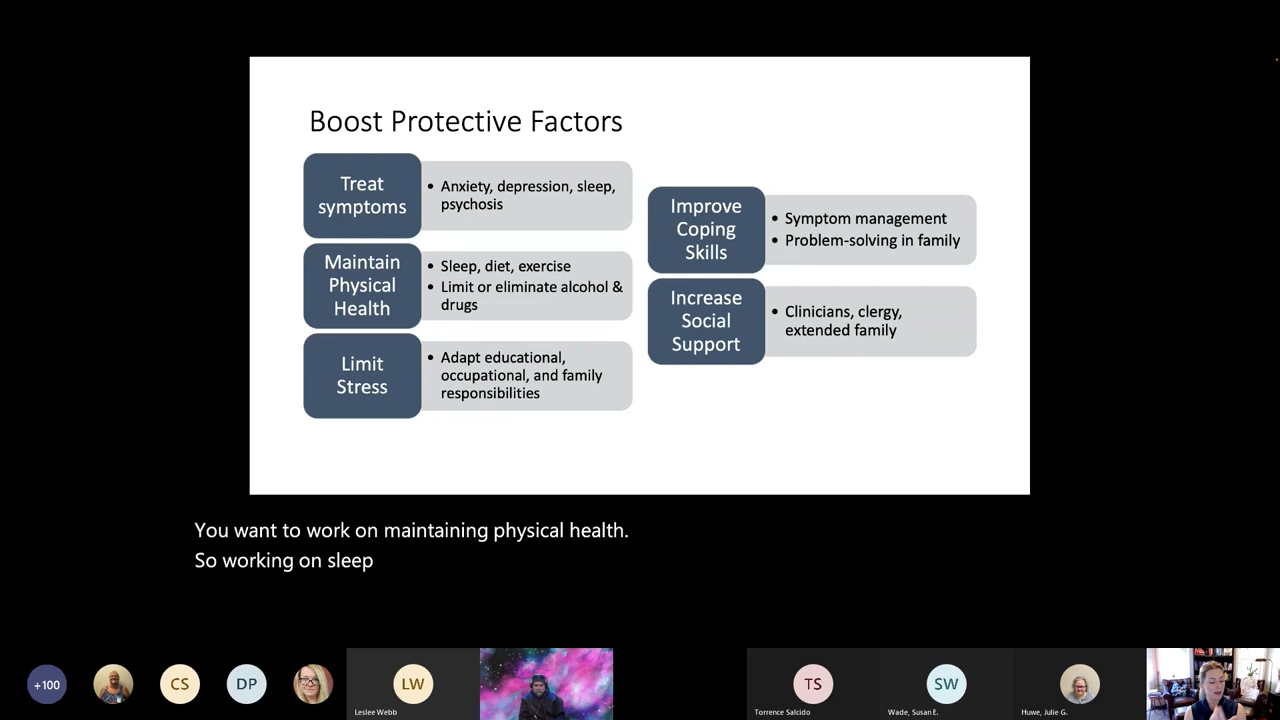 Boost Protective Factors
Treat
symptoms
• Anxiety, depression, sleep,
psychosis
Maintain
Physical
Health
• Sleep, diet, exercise
• Limit or eliminate alcohol &
drugs
Limit
Stress
• Adapt educational,
occupational, and family
responsibilities
Improve
Coping
Skills
• Symptom management
• Problem-solving in family
Increase
Social
Support
• Clinicians, clergy,
extended family
You want to work on maintaining physical health.
So working on sleep
+100
CS
DP
LW
Leslee Webb
TS
Torrence Salcido
SW
Wade, Susan E.
Huwe, Julie G.